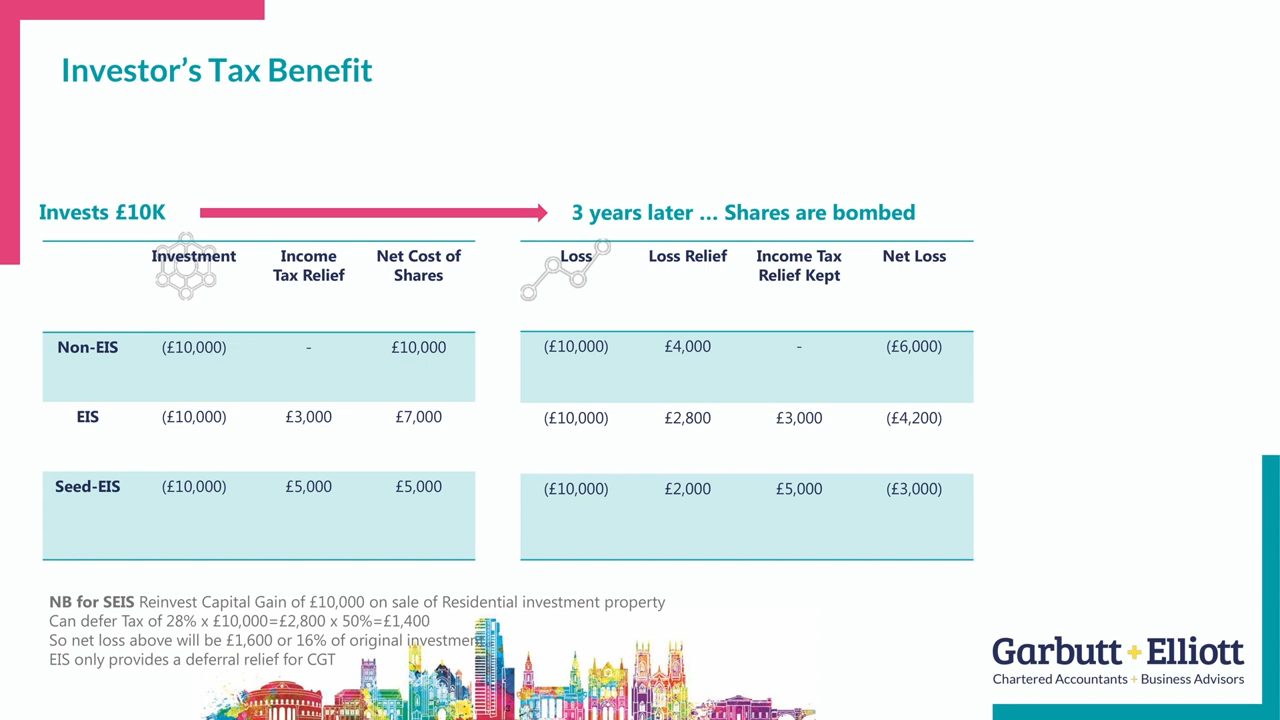 Investor’s Tax Benefit
Invests £10K
3 years later … Shares are bombed
Investment Income Tax Relief Net Cost of Shares
Loss Loss Relief Income Tax Relief Kept Net Loss
Non-EIS (£10,000) - £10,000
(£10,000) £4,000 - (£6,000)
EIS (£10,000) £3,000 £7,000
(£10,000) £2,800 £3,000 (£4,200)
Seed-EIS (£10,000) £5,000 £5,000
(£10,000) £2,000 £5,000 (£3,000)
NB for SEIS Reinvest Capital Gain of £10,000 on sale of Residential investment property
Can defer Tax of 28% x £10,000=£2,800 x 50%=£1,400
So net loss above will be £1,600 or 16% of original investment
EIS only provides a deferral relief for CGT
Garbutt + Elliott
Chartered Accountants + Business Advisors